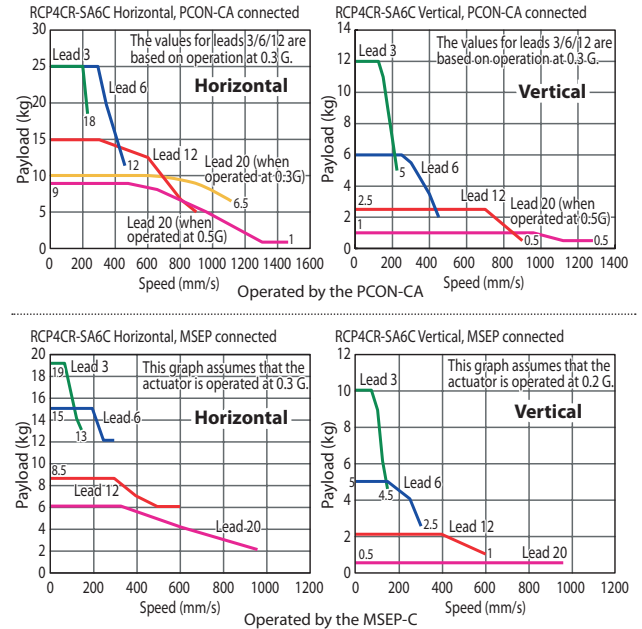 RCP4CR-SA6C Horizontal, PCON-CA connected
30
25
20
15
10
5
0
Payload (kg)
The values for leads 3/6/12 are
based on operation at 0.3 G.
Horizontal
Lead 3
Lead 6
18
12
Lead 12
Lead 20 (when
operated at 0.3G)
9
6.5
Lead 20 (when
operated at 0.5G)
1
0 200 400 600 800 1000 1200 1400 1600
Speed (mm/s)
RCP4CR-SA6C Vertical, PCON-CA connected
14
12
10
8
6
4
2
0
Payload (kg)
The values for leads 3/6/12 are
based on operation at 0.3 G.
Vertical
Lead 3
5
Lead 6
2.5
Lead 12
Lead 20 (when
operated at 0.5G)
1
0.5
0.5
0 200 400 600 800 1000 1200 1400
Speed (mm/s)
Operated by the PCON-CA
RCP4CR-SA6C Horizontal, MSEP connected
20
18
16
14
12
10
8
6
4
2
0
Payload (kg)
This graph assumes that the
actuator is operated at 0.3 G.
Horizontal
19
Lead 3
15
Lead 6
13
8.5
Lead 12
Lead 20
0 200 400 600 800 1000 1200
Speed (mm/s)
RCP4CR-SA6C Vertical, MSEP connected
12
10
8
6
4
2
0
Payload (kg)
This graph assumes that the
actuator is operated at 0.2 G.
Vertical
Lead 3
5
Lead 6
4.5
2.5
Lead 12
0.5
1
Lead 20
0 200 400 600 800 1000 1200
Speed (mm/s)
Operated by the MSEP-C